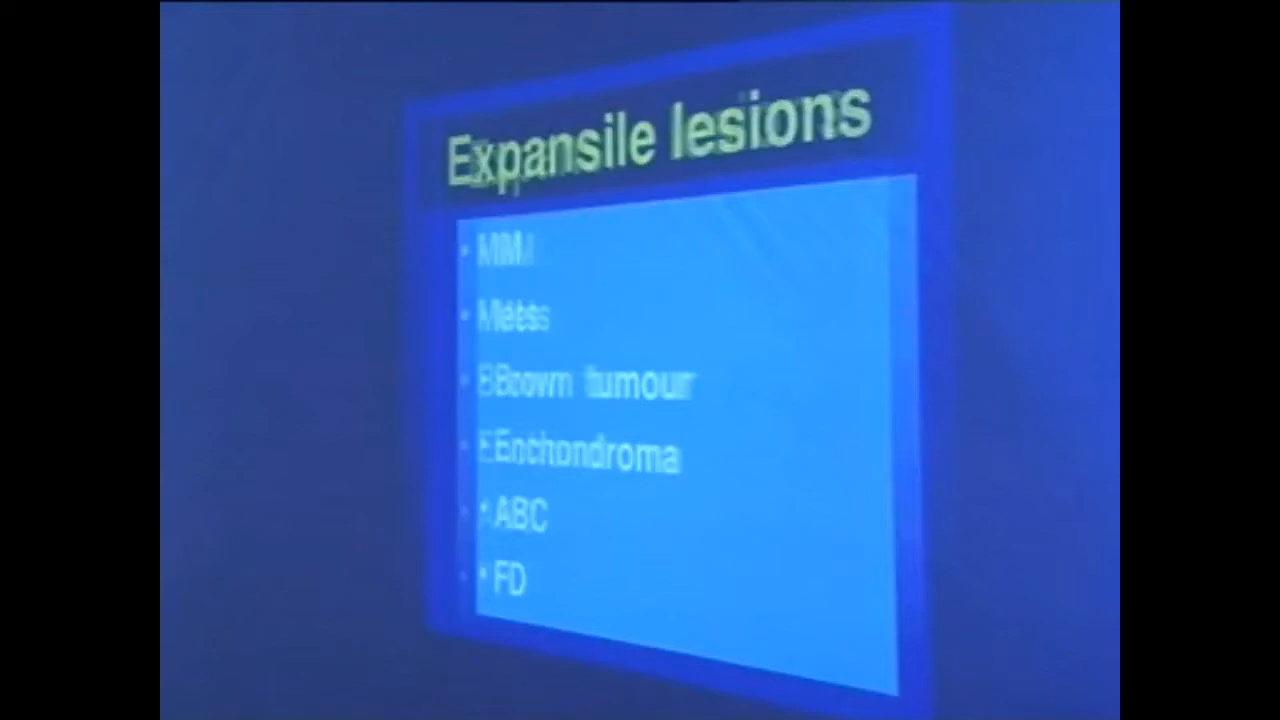 Expansile lesions
• MM
• Mets
• Brown tumour
• Enchondroma
• ABC
• FD